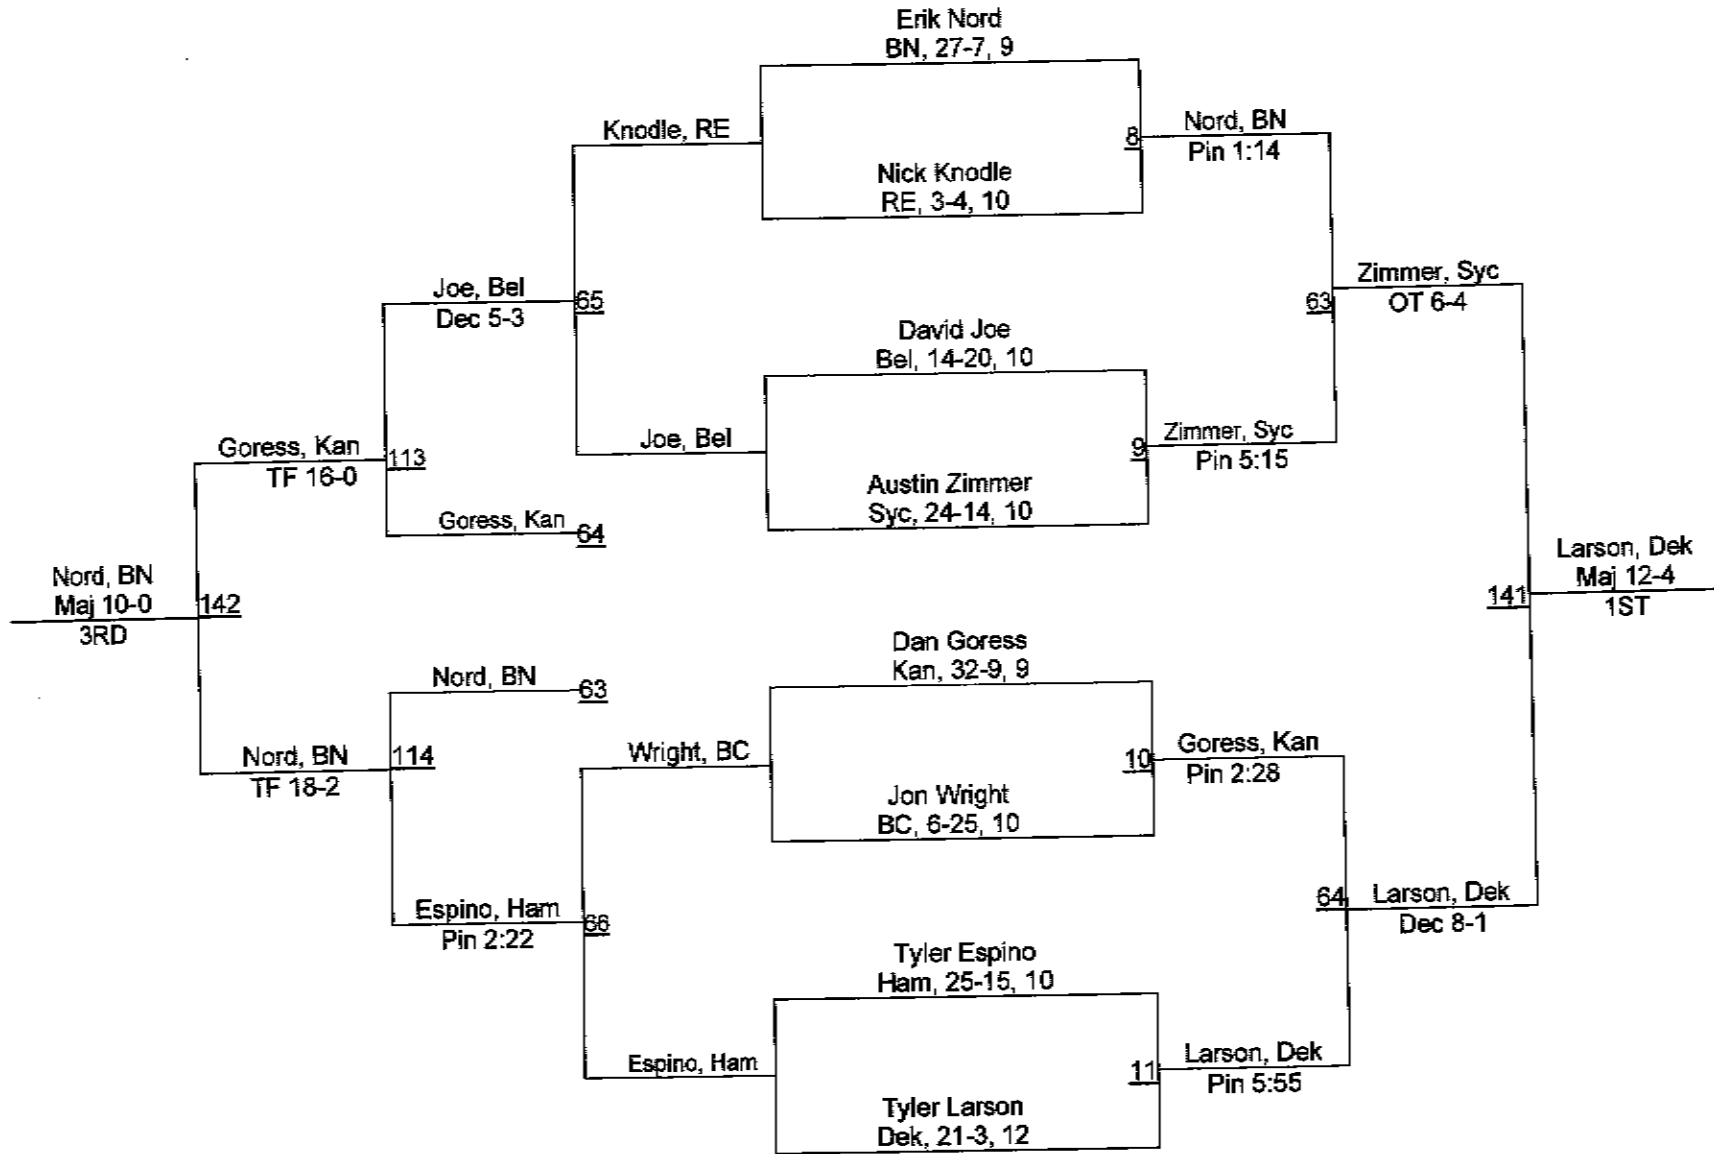 Erik Nord
BN, 27-7, 9
Knodle, RE
8
Nord, BN
Pin 1:14
Nick Knodle
RE, 3-4, 10
Joe, Bel
Dec 5-3
65
63
Zimmer, Syc
OT 6-4
David Joe
Bel, 14-20, 10
Goress, Kan
TF 16-0
113
Joe, Bel
9
Zimmer, Syc
Pin 5:15
Austin Zimmer
Syc, 24-14, 10
Goress, Kan
64
Nord, BN
Maj 10-0
3RD
142
141
Larson, Dek
Maj 12-4
1ST
Dan Goress
Kan, 32-9, 9
Nord, BN
63
Nord, BN
TF 18-2
114
Wright, BC
10
Goress, Kan
Pin 2:28
Jon Wright
BC, 6-25, 10
Espino, Ham
Pin 2:22
66
64
Larson, Dek
Dec 8-1
Tyler Espino
Ham, 25-15, 10
Espino, Ham
11
Larson, Dek
Pin 5:55
Tyler Larson
Dek, 21-3, 12